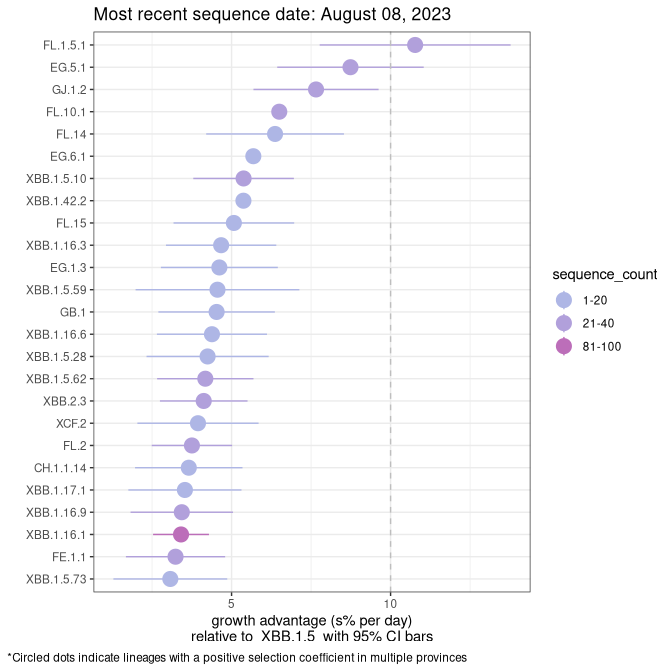 Most recent sequence date: August 08, 2023
FL.1.5.1
EG.5.1
GJ.1.2
FL.10.1
FL.14
EG.6.1
XBB.1.5.10
XBB.1.42.2
FL.15
XBB.1.16.3
EG.1.3
XBB.1.5.59
GB.1
XBB.1.16.6
XBB.1.5.28
XBB.1.5.62
XBB.2.3
XCF.2
FL.2
CH.1.1.14
XBB.1.17.1
XBB.1.16.9
XBB.1.16.1
FE.1.1
XBB.1.5.73
5 10
growth advantage (s% per day)
relative to XBB.1.5 with 95% CI bars
sequence_count
1-20
21-40
81-100
*Circled dots indicate lineages with a positive selection coefficient in multiple provinces